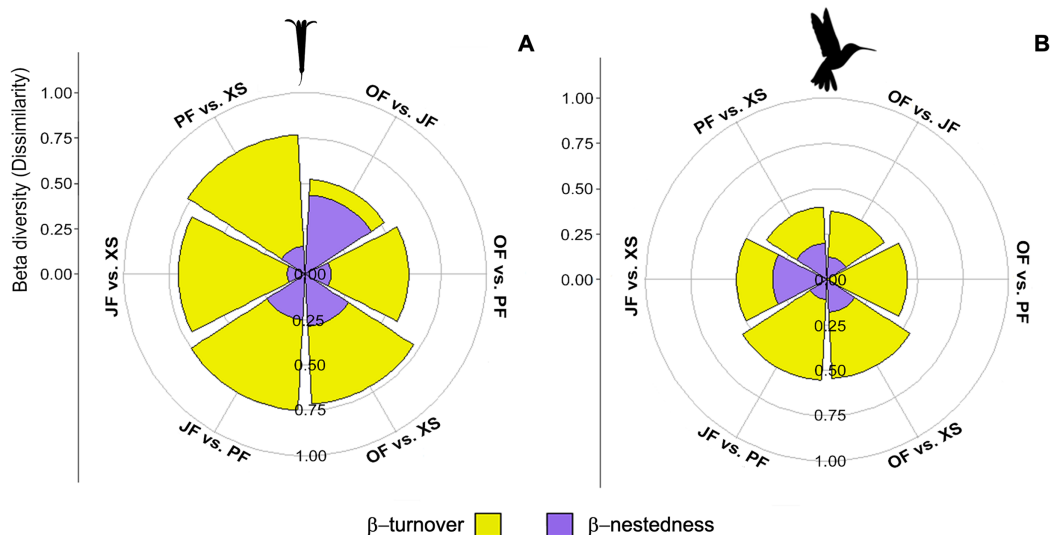 A
B
Beta diversity (Dissimilarity)
1.00
0.75
0.50
0.25
0.00
PF vs. XS
OF vs. JF
JF vs. XS
OF vs. PF
JF vs. PF
OF vs. XS
0.00
0.25
0.50
0.75
1.00
1.00
0.75
0.50
0.25
0.00
PF vs. XS
OF vs. JF
JF vs. XS
OF vs. PF
JF vs. PF
OF vs. XS
0.00
0.25
0.50
0.75
1.00
β–turnover
β–nestedness